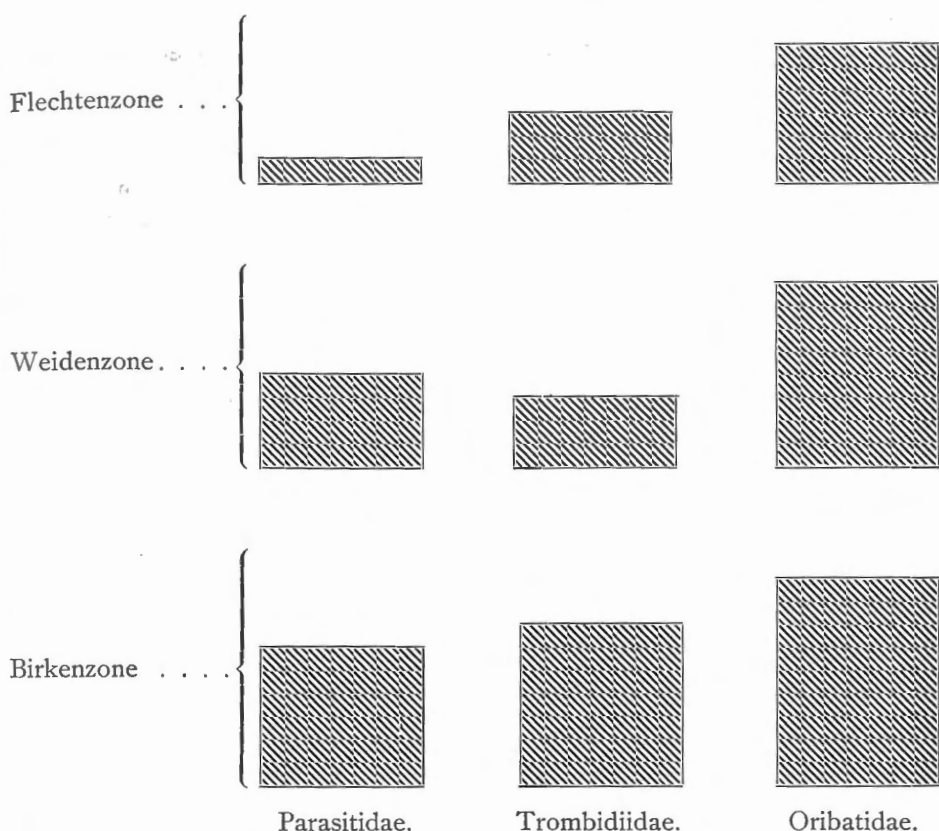 Flechtenzone . . .
Weidenzone . . . .
Birkenzone . . . .
Parasitidae. Trombidiidae. Oribatidae.